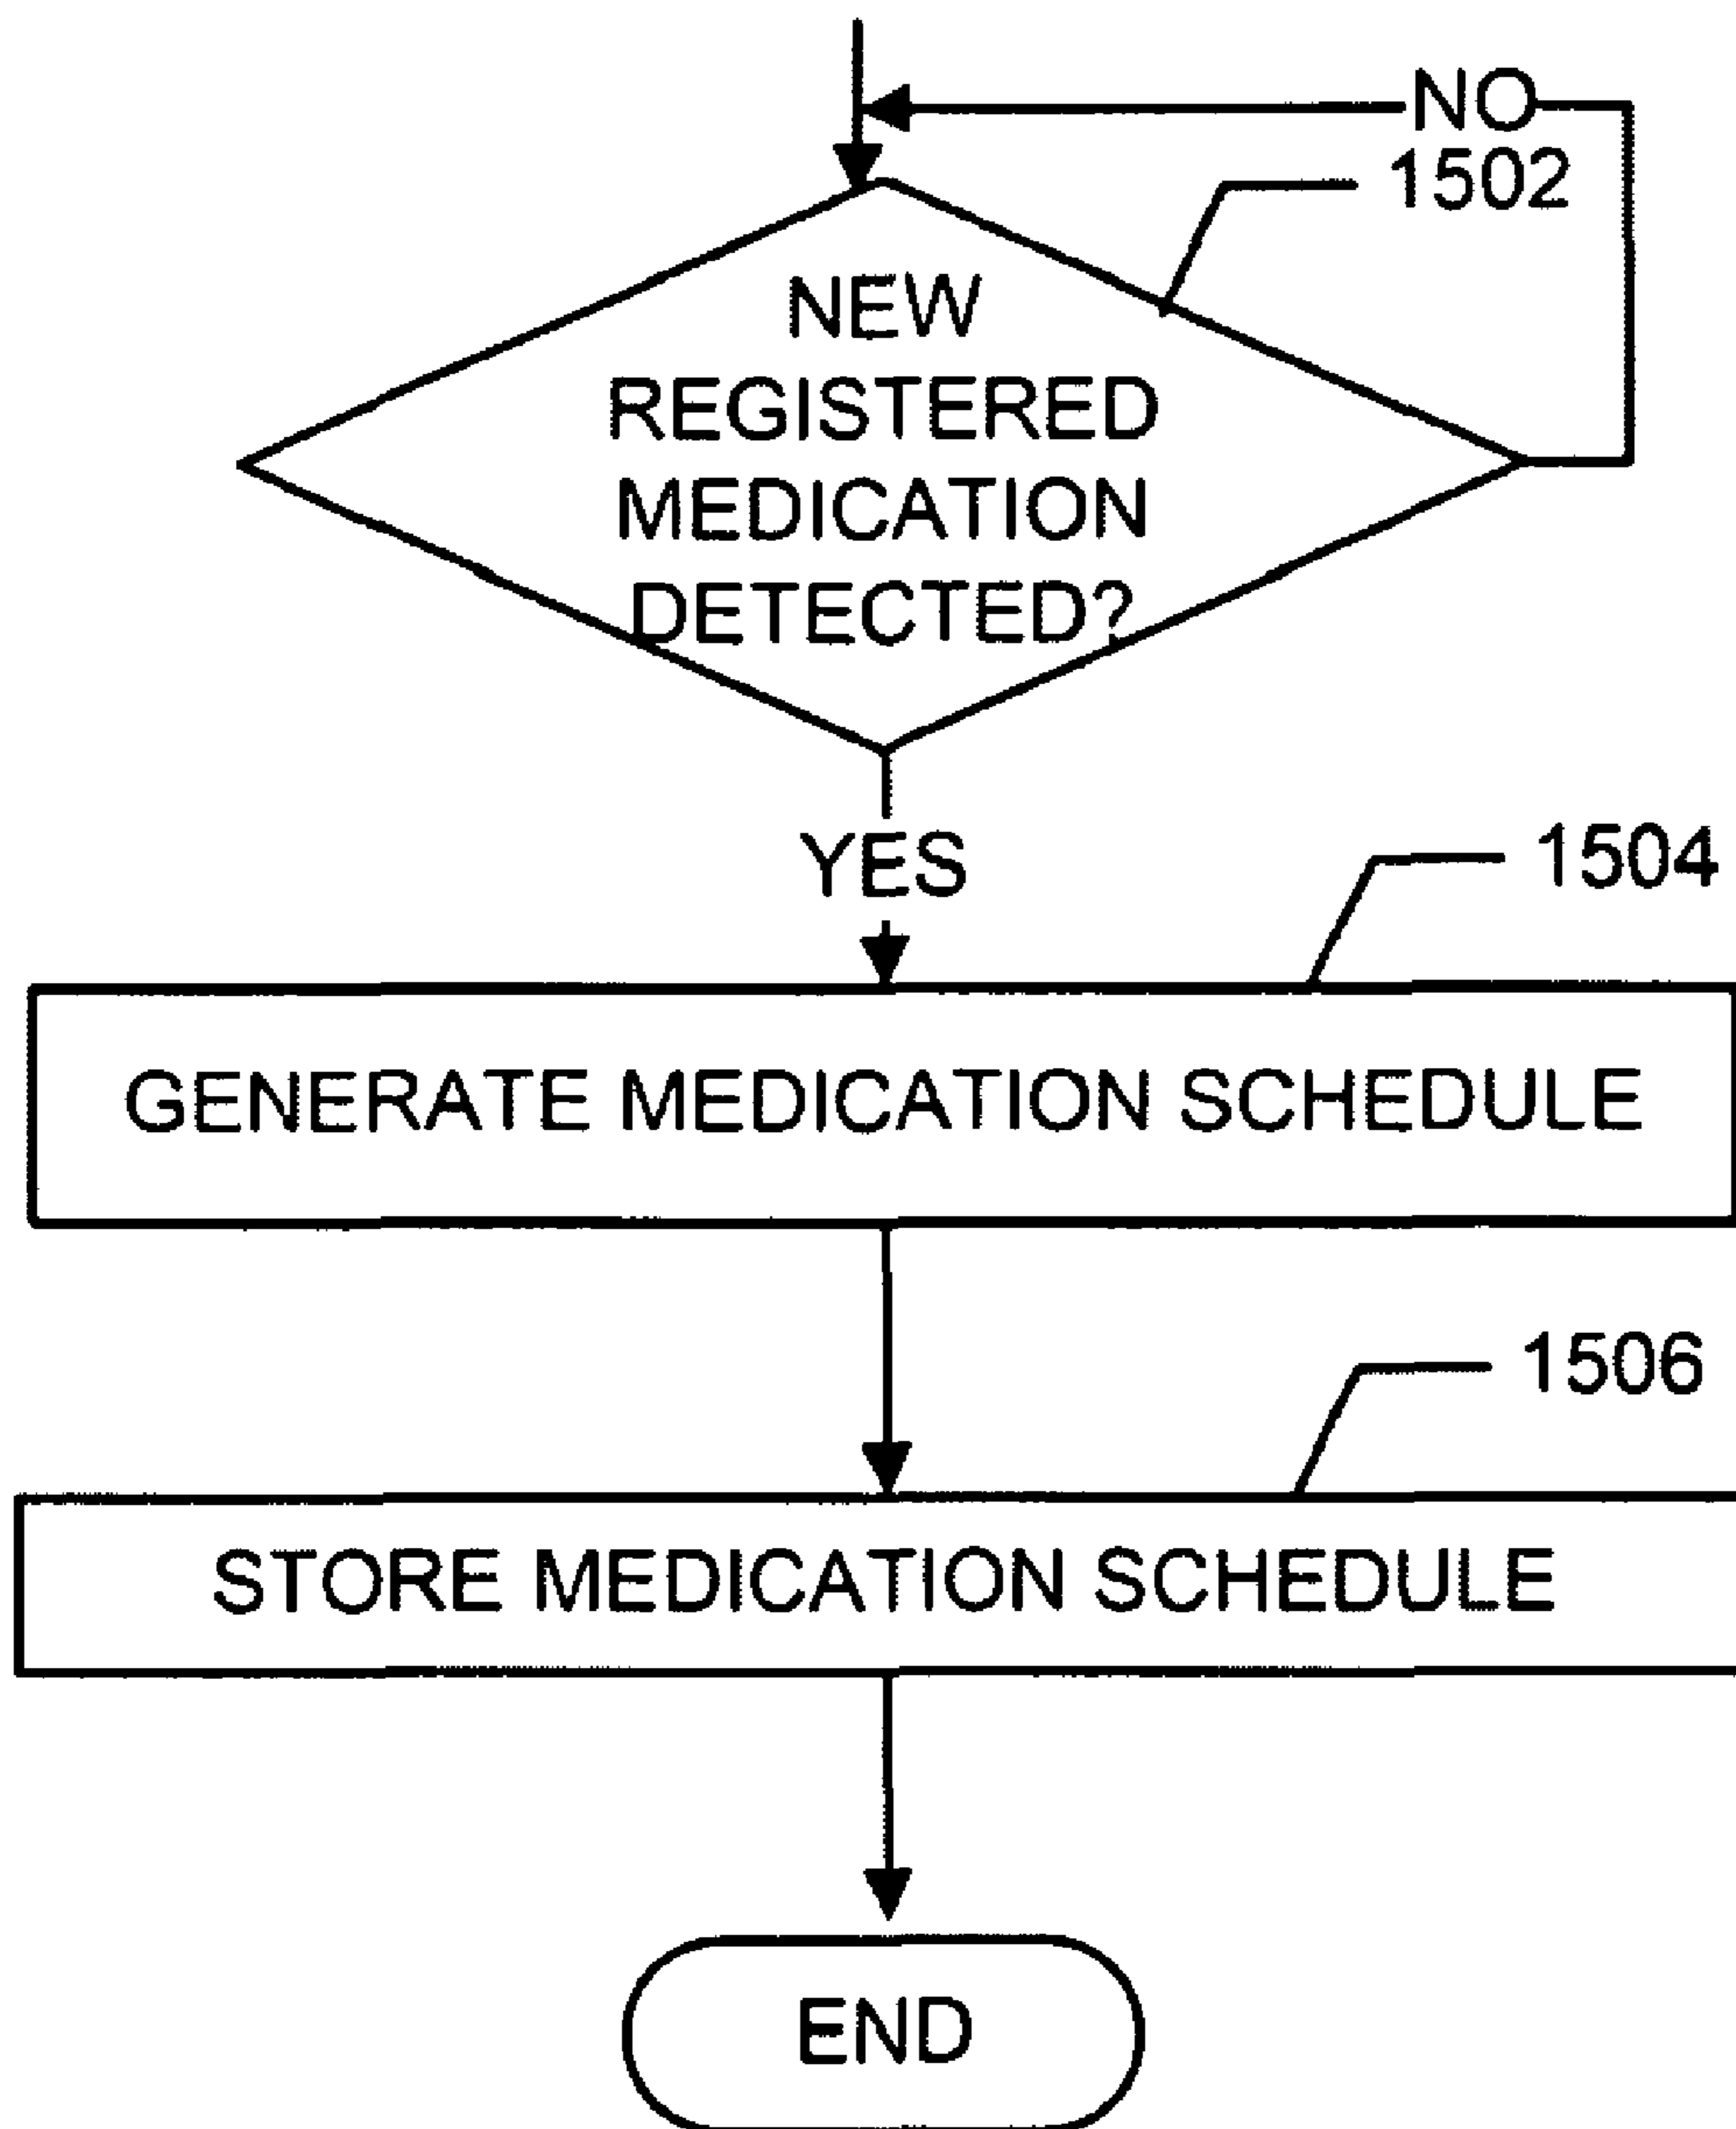 NO
1502
NEW
REGISTERED
MEDICATION
DETECTED?
YES
1504
GENERATE MEDICATION SCHEDULE
1506
STORE MEDICATION SCHEDULE
END